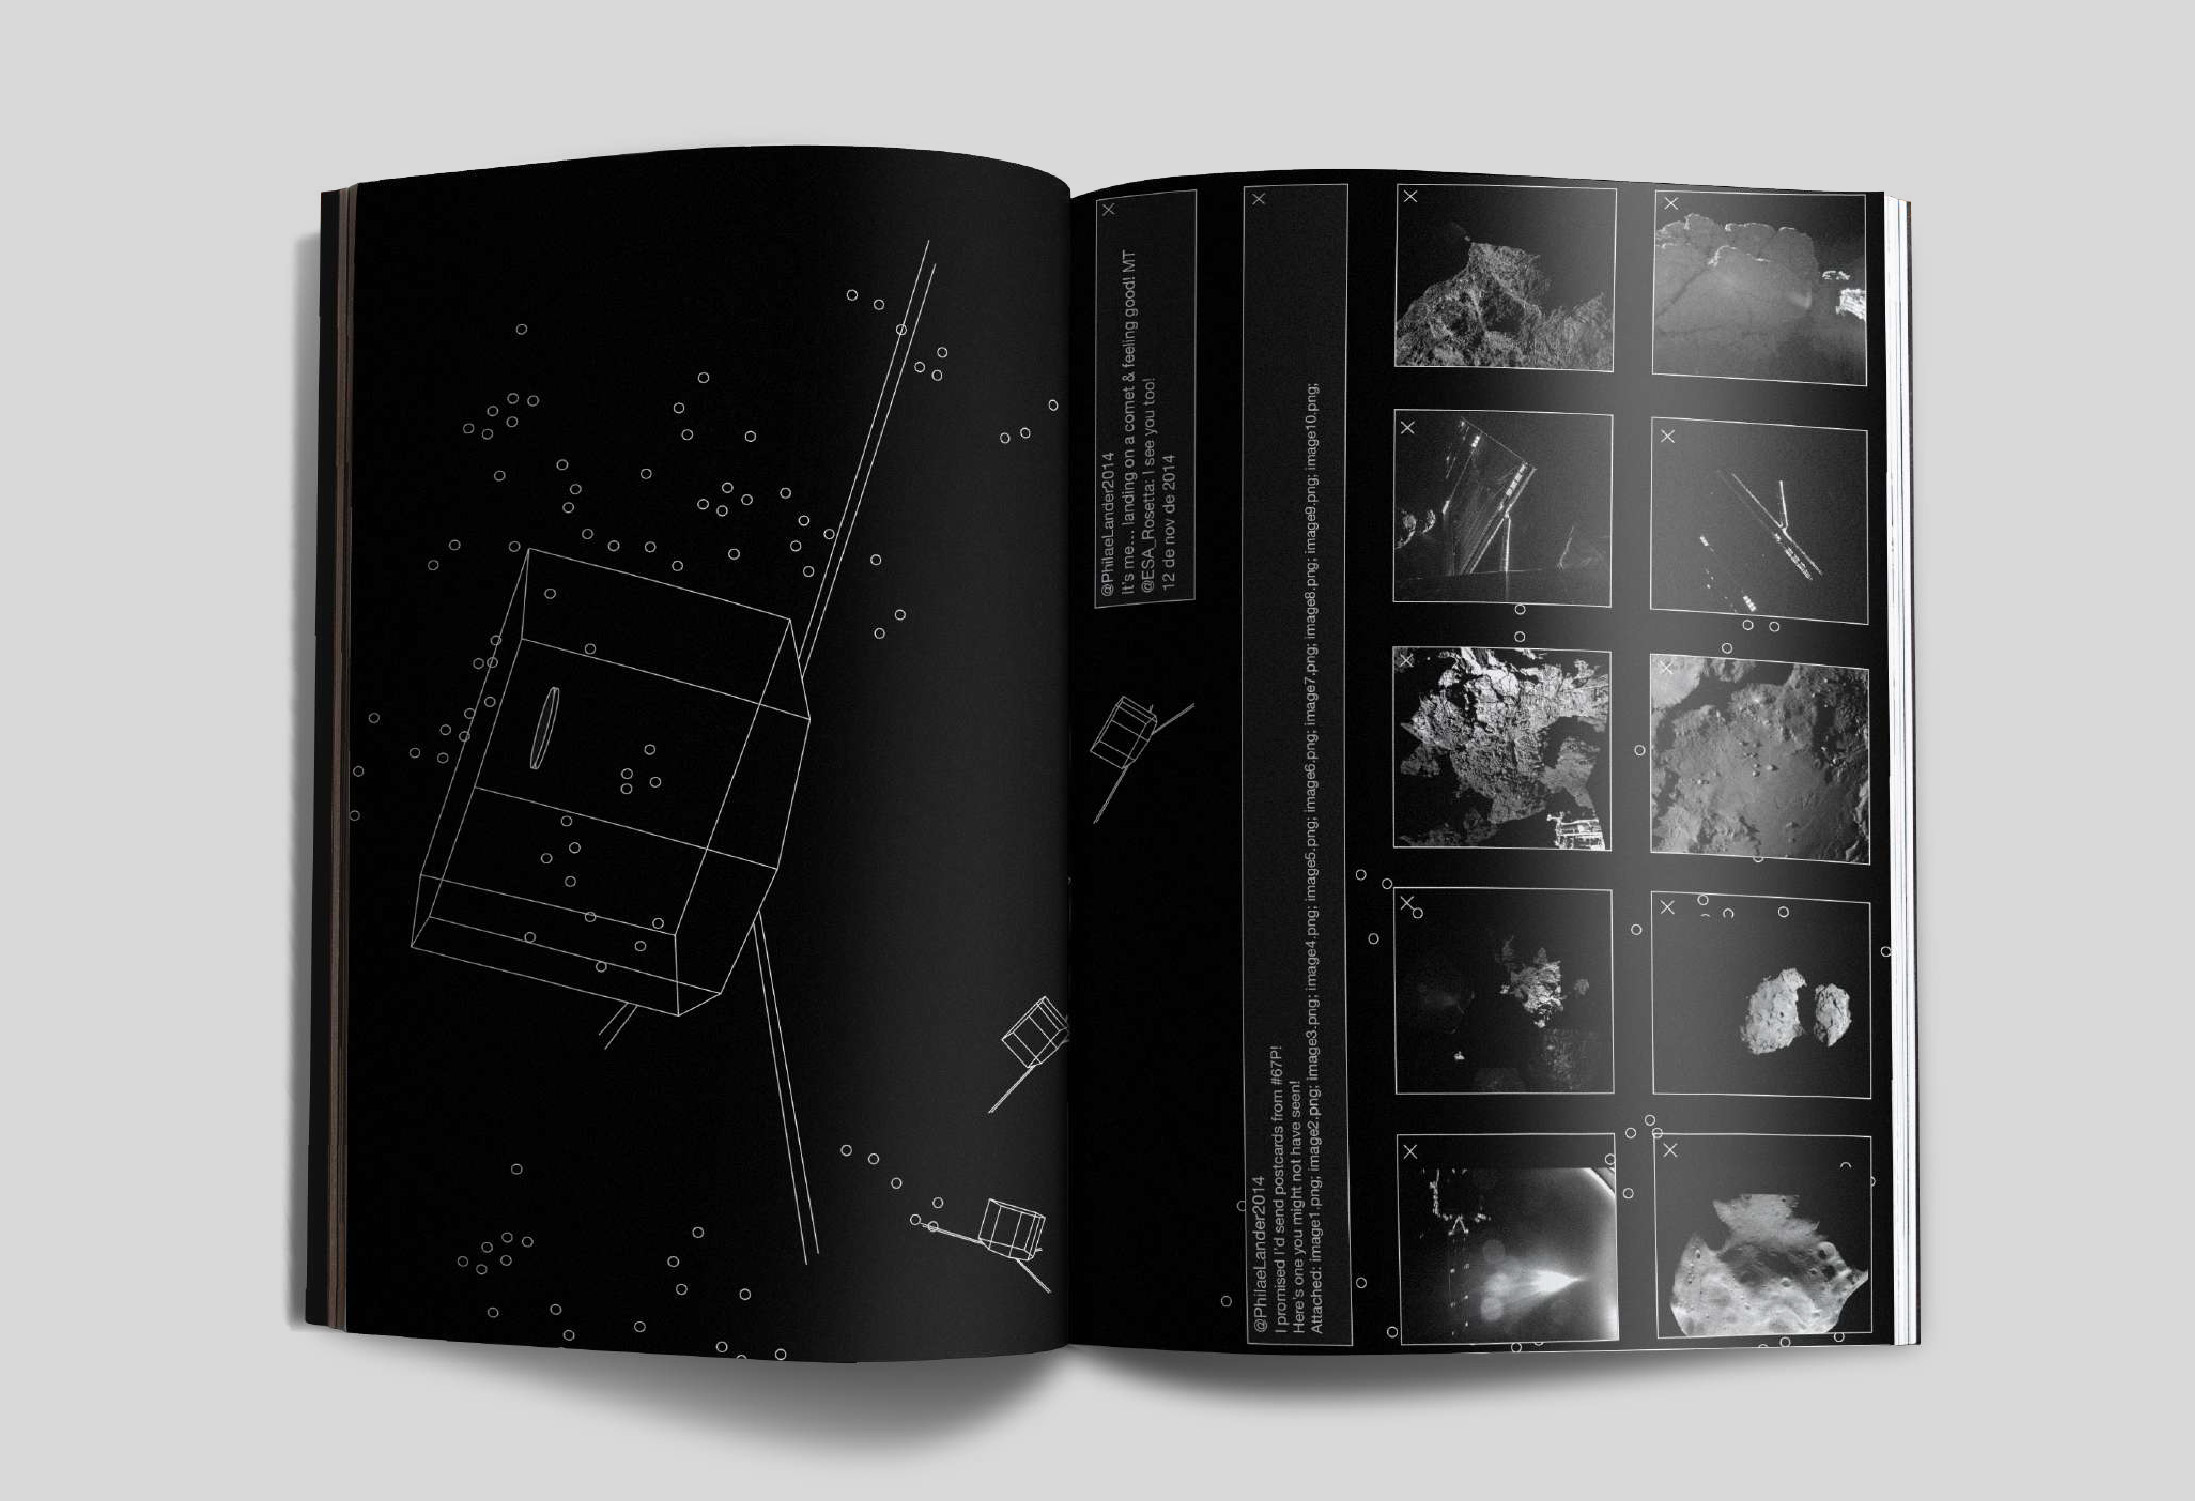 @PhilaeLander2014
It's me... landing on a comet & feeling good! MT
@ESA_Rosetta: I see you too!
12 de nov de 2014
@PhilaeLander2014
I promised I'd send postcards from #67P!
Here's one you might not have seen!
Attached: image1.png; image2.png; image3.png; image4.png; image5.png; image6.png; image7.png; image8.png; image9.png; image10.png;